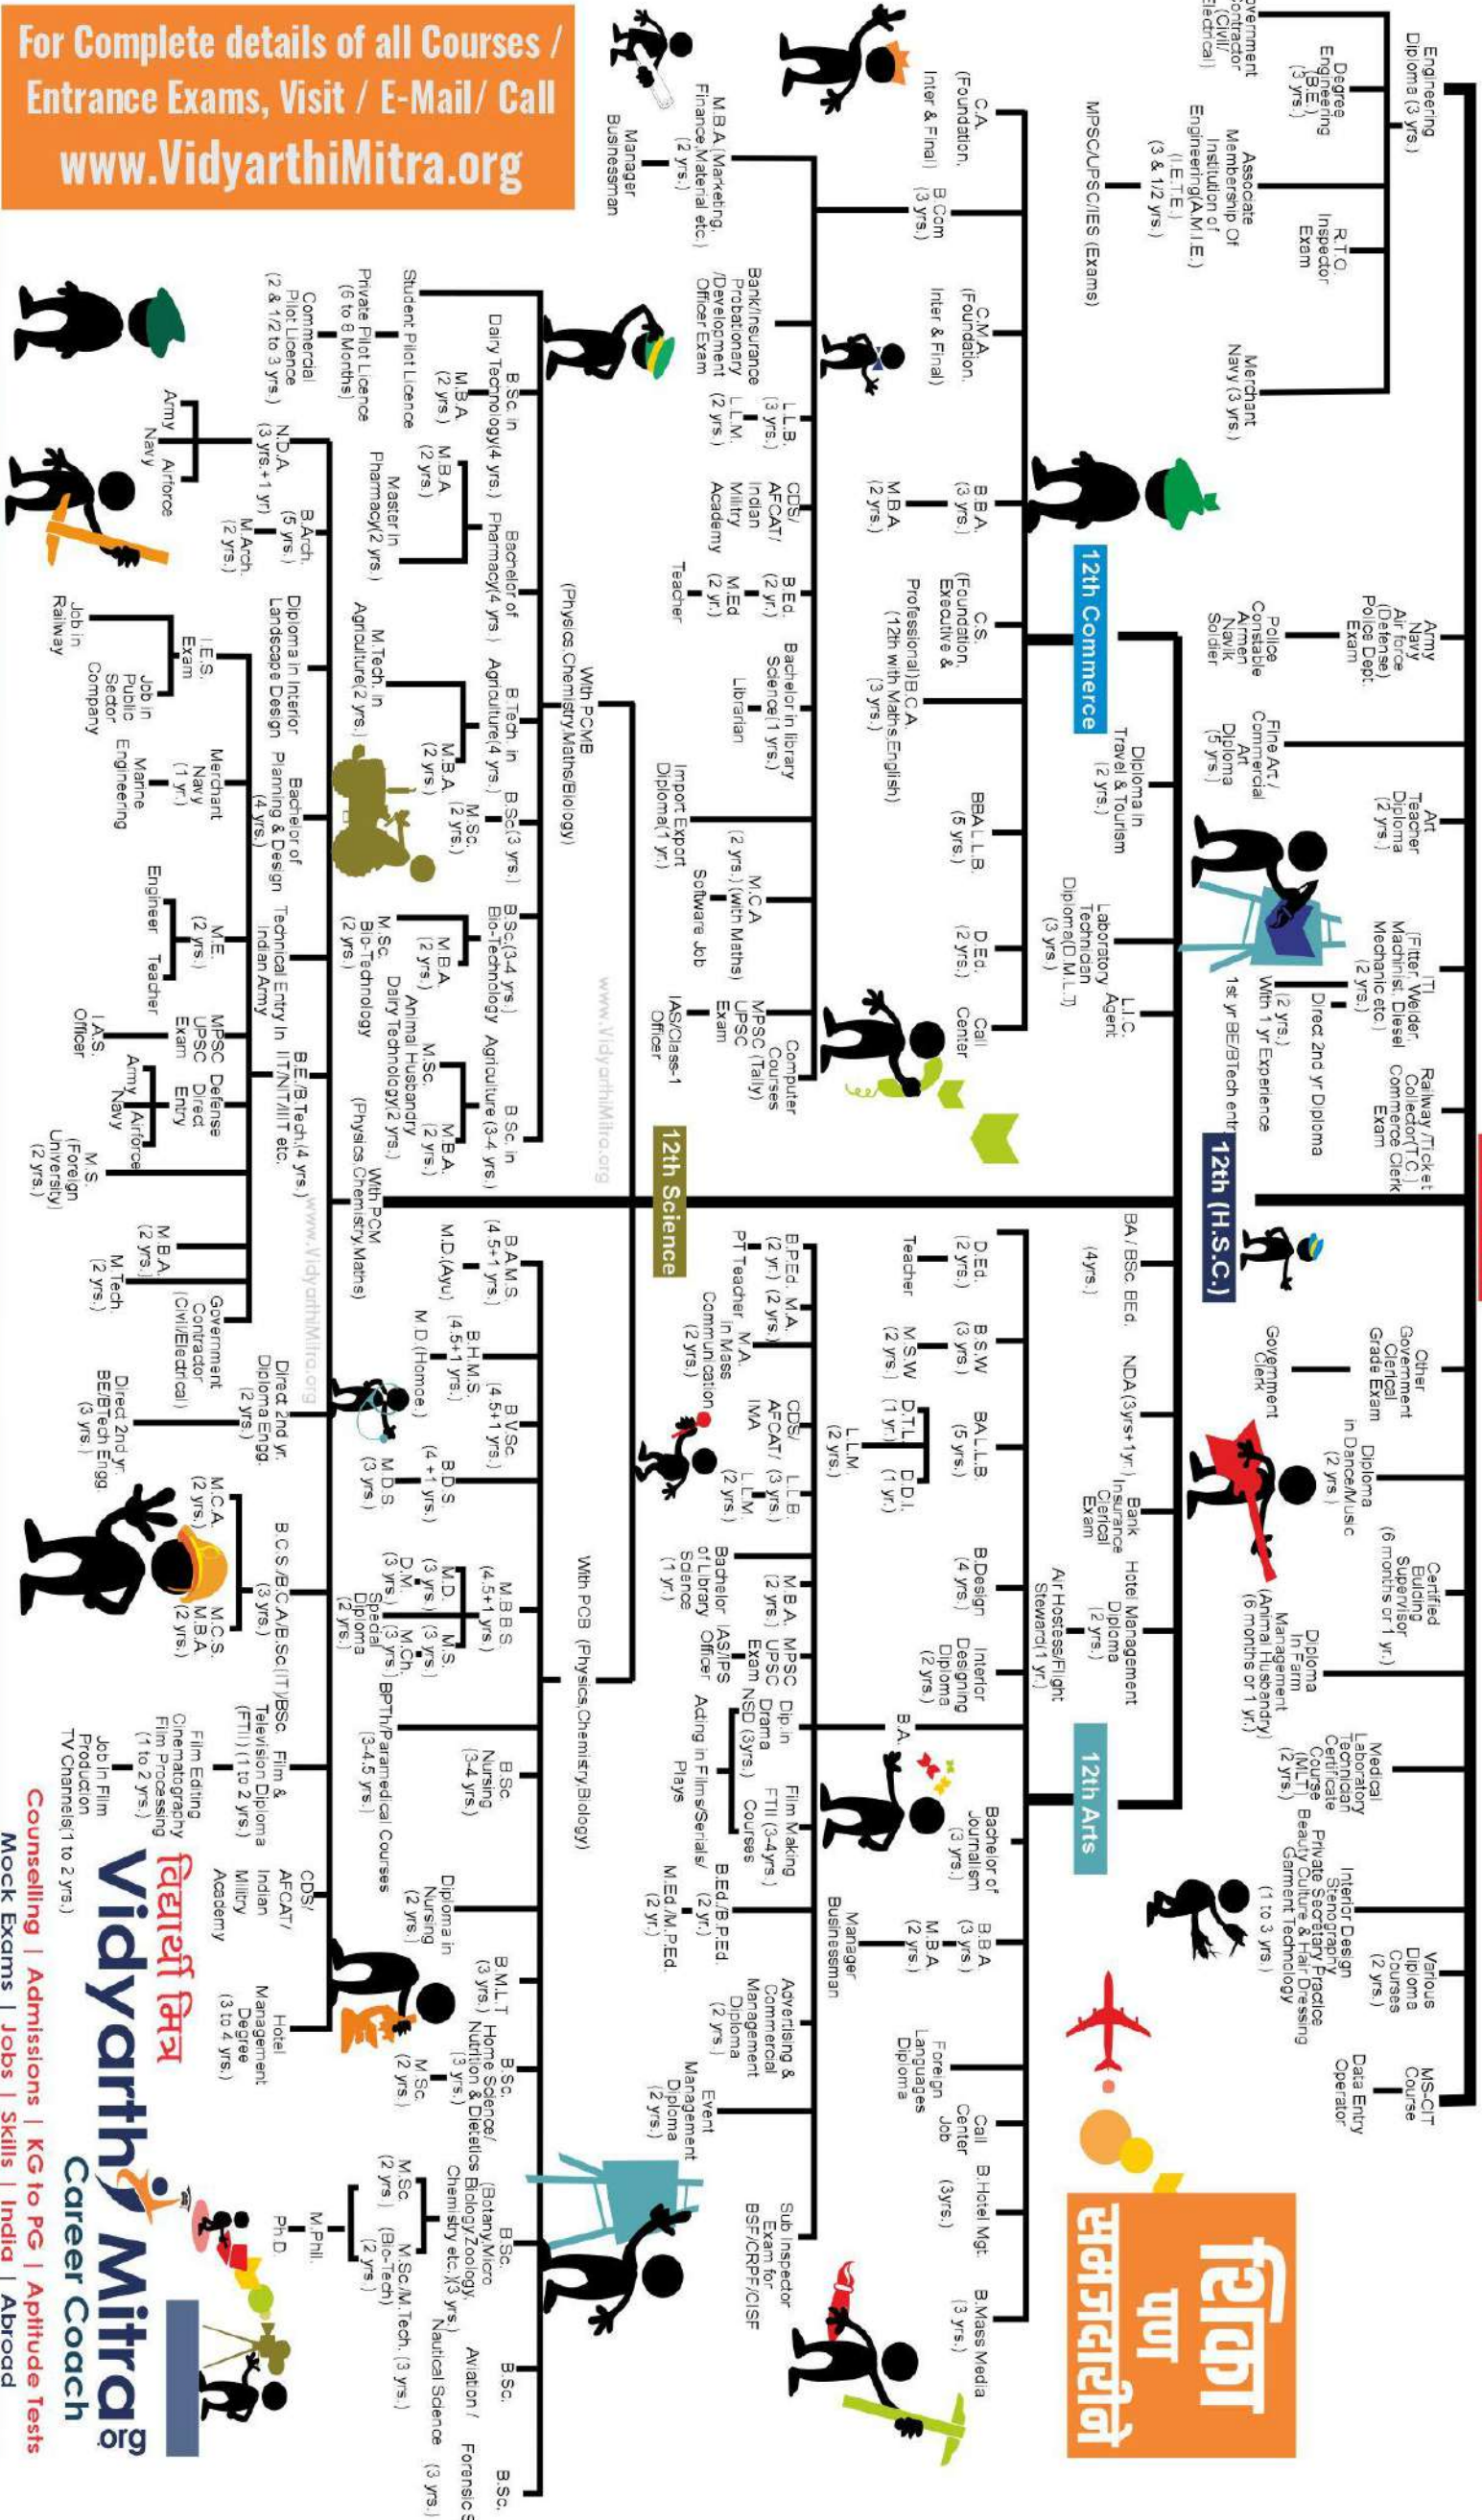 Engineering
Diploma (3 yrs.)
Degree
Engineering
(B.E.)
(3 yrs.)
R.T.O.
Inspector
Exam
Associate
Membership Of
Institution of
Engineering(A.M.I.E.)
(I.E.T.E.)
(3 & 1/2 yrs.)
MPSC/UPSC/IES (Exams)
(Civil/
Electrical)
Merchant
Navy (3 yrs.)
Army
Navy
Air force
(Defense)
Police Dept.
Exam
Police
Constable
Airmen
Navik
Soldier
Fine Art /
Commercial
Art
Diploma
(5 yrs.)
Art
Teacher
Diploma
(2 yrs.)
ITI
(Fitter, Welder,
Machinist, Diesel
Mechanic etc.)
(2 yrs.)
Direct 2nd yr Diploma
(2 yrs.)
With 1 yr Experience
1st yr BE/BTech entr
Railway /Ticket
Collector(T.C.)
Commerce Clerk
Exam
12th (H.S.C.)
Other
Government
Clerical
Grade Exam
Government
Clerk
Diploma
in Dance/Music
(2 yrs.)
Certified
Building
Supervisor
(6 months or 1 yr.)
Diploma
In Farm
Management
(Animal Husbandry)
(6 months or 1 yr.)
Medical
Laboratory
Technician
Certificate
Course
(MLT)
(2 yrs.)
Interior Design
Stenography
Private Secretary Practice
Beauty Culture & Hair Dressing
Garment Technology
(1 to 3 yrs.)
Various
Diploma
Courses
(2 yrs.)
MS-CIT
Course
Data Entry
Operator
शिका
पण
समजदारीने
12th Commerce
Diploma in
Travel & Tourism
(2 yrs.)
Laboratory
Technician
Diploma(D.M.L.T)
(3 yrs.)
L.I.C.
Agent
BA / BSc. BEd.
(4yrs.)
NDA (3yrs+1yr.)
Bank
Insurance
Clerical
Exam
Hotel Management
Diploma
(2 yrs.)
Air Hostess/Flight
Steward(1 yr.)
12th Arts
C.A.
(Foundation,
Inter & Final)
B.Com
(3 yrs.)
C.M.A.
(Foundation,
Inter & Final)
B.B.A.
(3 yrs.)
M.B.A.
(2 yrs.)
C.S.
(Foundation,
Executive &
Professional)
B.C.A.
(12th with Maths,English)
(3 yrs.)
BBA L.L.B.
(5 yrs.)
D.Ed.
(2 yrs.)
Call
Center
M.B.A.(Marketing,
Finance,Material etc.)
(2 yrs.)
Manager
Businessman
Bank/Insurance
Probationary
/Development
Officer Exam
L.L.B.
(3 yrs.)
L.L.M.
(2 yrs.)
CDS/
AFCAT/
Indian
Militry
Academy
B.Ed.
(2 yr.)
M.Ed
(2 yr.)
Teacher
Bachelor in library
Science(1 yrs.)
Librarian
Import Export
Diploma(1 yr.)
M.C.A
(2 yrs.)(with Maths)
Software Job
MPSC
UPSC
Exam
IAS/Class-1
Officer
Computer
Courses
(Tally)
D.Ed.
(2 yrs.)
Teacher
B.S.W
(3 yrs.)
M.S.W
(2 yrs.)
BA L.L.B.
(5 yrs.)
D.T.L.
(1 yr.)
D.D.I.
(1 yr.)
L.L.M.
(2 yrs.)
B.Design
(4 yrs.)
Interior
Designing
Diploma
(2 yrs.)
B.A.
Bachelor of
Journalism
(3 yrs.)
B.B.A
(3 yrs.)
M.B.A.
(2 yrs.)
Manager
Businessman
Foreign
Languages
Diploma
Call
Center
Job
B.Hotel Mgt.
(3yrs.)
B.Mass Media
(3 yrs.)
B.P.Ed.
(2 yr.)
PT Teacher
M.A.
(2 yrs.)
M.A.
in Mass
Communication
(2 yrs.)
CDS/
AFCAT/
IMA
L.L.B.
(3 yrs.)
L.L.M.
(2 yrs.)
Bachelor
of Library
Science
(1 yr.)
M.B.A.
(2 yrs.)
MPSC
UPSC
Exam
IAS/IPS
Officer
Dip.in
Drama
NSD (3yrs.)
Film Making
FTII (3-4yrs.)
Courses
Acting in Films/Serials/
Plays
B.Ed./B.P.Ed.
(2 yr.)
M.Ed./M.P.Ed.
(2 yr.)
Advertising &
Commercial
Management
Diploma
(2 yrs.)
Event
Management
Diploma
(2 yrs.)
Sub Inspector
Exam for
BSF/CRPF/CISF
12th Science
www.VidyarthiMitra.org
With PCMB
(Physics,Chemistry,Maths/Biology)
Student Pilot Licence
Private Pilot Licence
(6 to 8 Months)
Commercial
Pilot Licence
(2 & 1/2 to 3 yrs.)
B.Sc. in
Dairy Technology(4 yrs.)
M.B.A.
(2 yrs.)
Bachelor of
Pharmacy(4 yrs.)
M.B.A.
(2 yrs.)
Master in
Pharmacy(2 yrs.)
B.Tech. in
Agriculture(4 yrs.)
M.Tech. in
Agriculture(2 yrs.)
M.B.A.
(2 yrs.)
B.Sc(3 yrs.)
M.Sc.
(2 yrs.)
B.Sc.(3-4 yrs.)
Bio-Technology
M.B.A.
(2 yrs.)
M.Sc.
Bio-Technology
(2 yrs.)
B.Sc. in
Agriculture (3-4 yrs.)
M.Sc.
Animal Husbandry
Dairy Technology(2 yrs.)
M.B.A.
(2 yrs.)
With PCB (Physics,Chemistry,Biology)
B.A.M.S.
(4.5+1 yrs.)
M.D.(Ayu)
B.H.M.S.
(4.5+1 yrs.)
M.D.(Homoe.)
B.V.Sc.
(4.5+1 yrs.)
B.D.S.
(4 +1 yrs.)
M.D.S.
(3 yrs.)
M.B.B.S.
(4.5+1 yrs.)
M.D.
(3 yrs.)
M.S.
(3 yrs.)
D.M.
(3 yrs.)
M.Ch.
(3 yrs.)
Special
Diploma
(2 yrs.)
BPTh/Paramedical Courses
(3-4.5 yrs.)
B.Sc.
Nursing
(3-4 yrs.)
Diploma in
Nursing
(2 yrs.)
B.M.L.T
(3 yrs.)
B.Sc.
Home Science/
Nutrition & Dietetics
(3 yrs.)
M.Sc.
(2 yrs.)
B.Sc.
(Botany,Micro
Biology,Zoology,
Chemistry etc.)(3 yrs.)
M.Sc.
(2 yrs.)
M.Sc/M.Tech. (3 yrs.)
(Bio-Tech)
(2 yrs.)
M.Phil.
Ph.D.
B.Sc.
Aviation /
Nautical Science
B.Sc.
Forensic
(3 yrs.)
With PCM
(Physics,Chemistry,Maths)
www.VidyarthiMitra.org
N.D.A.
(3 yrs.+1 yr)
Army
Navy
Airforce
B.Arch.
(5 yrs.)
M.Arch.
(2 yrs.)
Diploma in Interior
Landscape Design
Bachelor of
Planning & Design
(4 yrs.)
Technical Entry In
Indian Army
B.E./B.Tech.(4 yrs.)
IIT/NIT/IIIT etc.
I.E.S.
Exam
Job in
Railway
Job in
Public
Sector
Company
Merchant
Navy
(1 yr.)
Marine
Engineering
M.E.
(2 yrs.)
Engineer
Teacher
MPSC
UPSC
Exam
I.A.S.
Officer
Defense
Direct
Entry
Army
Navy
Airforce
M.S.
(Foreign
University)
(2 yrs.)
M.B.A.
(2 yrs.)
M.Tech.
(2 yrs.)
Government
Contractor
(Civil/Electrical)
Direct 2nd yr.
Diploma Engg.
(2 yrs.)
Direct 2nd yr.
BE/BTech Engg.
(3 yrs.)
B.C.S./B.C.A/B.Sc.(IT)/BSc.
(3 yrs.)
M.C.A.
(2 yrs.)
M.C.S.
M.B.A.
(2 yrs.)
Film &
Television Diploma
(FTII) (1 to 2 yrs.)
Film Editing
Cinematography
Film Processing
(1 to 2 yrs.)
Job In Film
Production
TV Channels(1 to 2 yrs.)
CDS/
AFCAT/
Indian
Militry
Academy
Hotel
Management
Degree
(3 to 4 yrs.)
For Complete details of all Courses /
Entrance Exams, Visit / E-Mail/ Call
www.VidyarthiMitra.org
विद्यार्थी मित्र
Vidyarthi Mitra.org
Career Coach
Counselling | Admissions | KG to PG | Aptitude Tests
Mock Exams | Jobs | Skills | India | Abroad